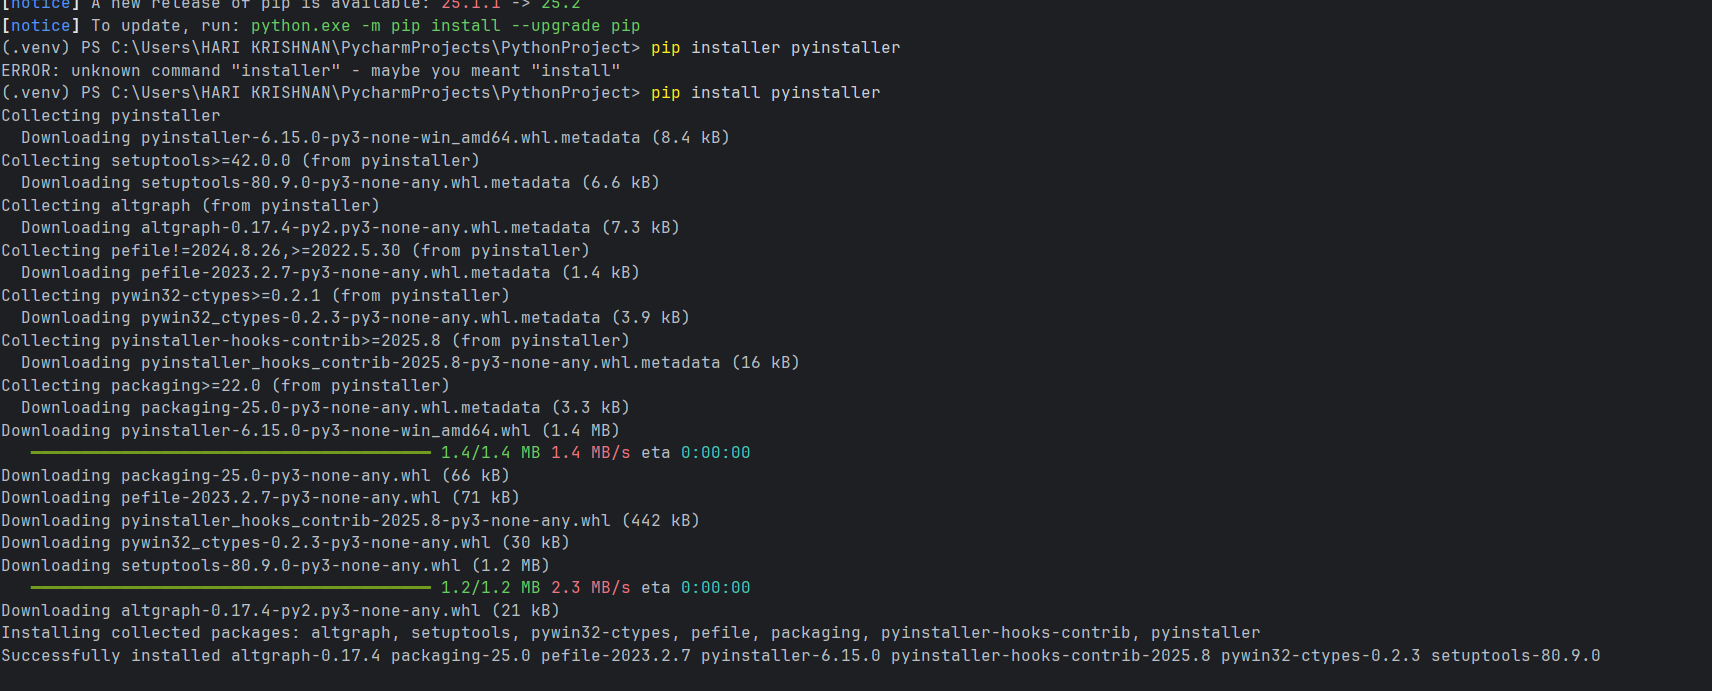 [notice] A new release of pip is available: 25.1.1 -> 25.2
[notice] To update, run: python.exe -m pip install --upgrade pip
(.venv) PS C:\Users\HARI KRISHNAN\PycharmProjects\PythonProject> pip installer pyinstaller
ERROR: unknown command "installer" - maybe you meant "install"
(.venv) PS C:\Users\HARI KRISHNAN\PycharmProjects\PythonProject> pip install pyinstaller
Collecting pyinstaller
  Downloading pyinstaller-6.15.0-py3-none-win_amd64.whl.metadata (8.4 kB)
Collecting setuptools>=42.0.0 (from pyinstaller)
  Downloading setuptools-80.9.0-py3-none-any.whl.metadata (6.6 kB)
Collecting altgraph (from pyinstaller)
  Downloading altgraph-0.17.4-py2.py3-none-any.whl.metadata (7.3 kB)
Collecting pefile!=2024.8.26,>=2022.5.30 (from pyinstaller)
  Downloading pefile-2023.2.7-py3-none-any.whl.metadata (1.4 kB)
Collecting pywin32-ctypes>=0.2.1 (from pyinstaller)
  Downloading pywin32_ctypes-0.2.3-py3-none-any.whl.metadata (3.9 kB)
Collecting pyinstaller-hooks-contrib>=2025.8 (from pyinstaller)
  Downloading pyinstaller_hooks_contrib-2025.8-py3-none-any.whl.metadata (16 kB)
Collecting packaging>=22.0 (from pyinstaller)
  Downloading packaging-25.0-py3-none-any.whl.metadata (3.3 kB)
Downloading pyinstaller-6.15.0-py3-none-win_amd64.whl (1.4 MB)
1.4/1.4 MB 1.4 MB/s eta 0:00:00
Downloading packaging-25.0-py3-none-any.whl (66 kB)
Downloading pefile-2023.2.7-py3-none-any.whl (71 kB)
Downloading pyinstaller_hooks_contrib-2025.8-py3-none-any.whl (442 kB)
Downloading pywin32_ctypes-0.2.3-py3-none-any.whl (30 kB)
Downloading setuptools-80.9.0-py3-none-any.whl (1.2 MB)
1.2/1.2 MB 2.3 MB/s eta 0:00:00
Downloading altgraph-0.17.4-py2.py3-none-any.whl (21 kB)
Installing collected packages: altgraph, setuptools, pywin32-ctypes, pefile, packaging, pyinstaller-hooks-contrib, pyinstaller
Successfully installed altgraph-0.17.4 packaging-25.0 pefile-2023.2.7 pyinstaller-6.15.0 pyinstaller-hooks-contrib-2025.8 pywin32-ctypes-0.2.3 setuptools-80.9.0